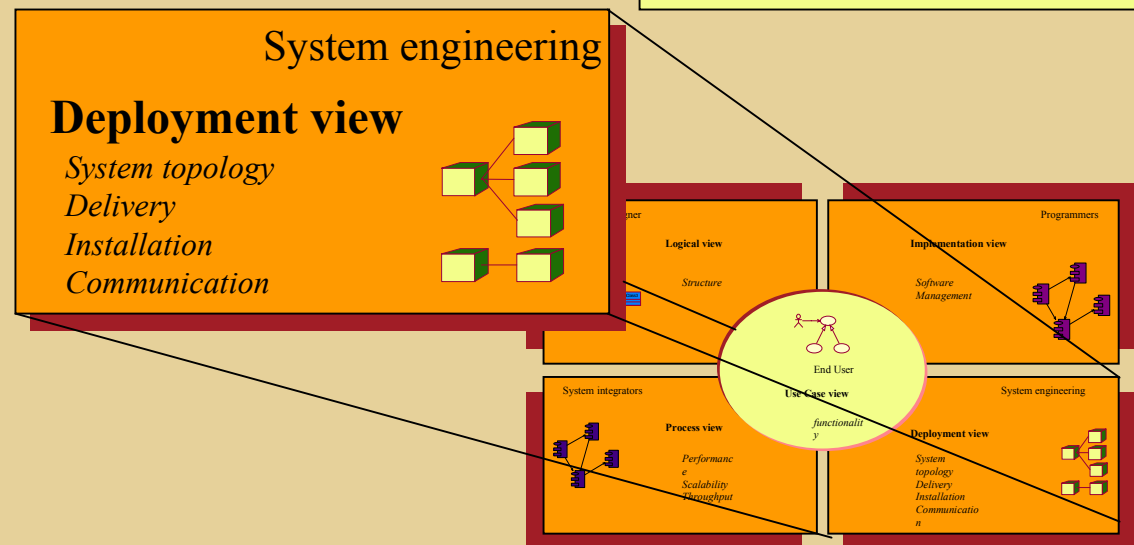 System engineering
Deployment view
System topology
Delivery
Installation
Communication
Logical view
Structure
Programmers
Implementation view
Software
Management
End User
Use Case view
functionalit
y
System integrators
Process view
Performanc
e
Scalability
Throughput
System engineering
Deployment view
System
topology
Delivery
Installation
Communicatio
n